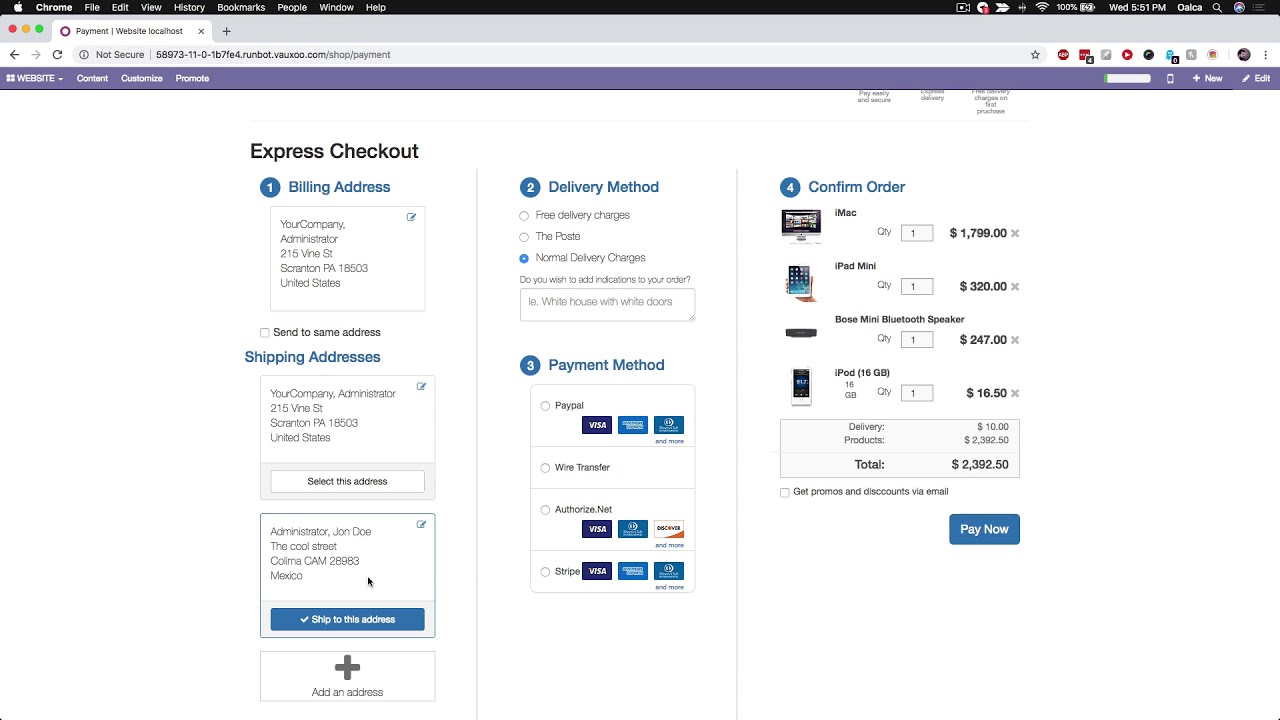 Chrome File Edit View History Bookmarks People Window Help
100% Wed 5:51 PM Oalca
Payment | Website localhost
Not Secure 58973-11-0-1b7fe4.runbot.vauxoo.com/shop/payment
WEBSITE Content Customize Promote
New Edit
Pay easily
and secure
Express
delivery
Free delivery
charges on
first
pruchase
Express Checkout
1 Billing Address
YourCompany,
Administrator
215 Vine St
Scranton PA 18503
United States
Send to same address
Shipping Addresses
YourCompany, Administrator
215 Vine St
Scranton PA 18503
United States
Select this address
Administrator, Jon Doe
The cool street
Colima CAM 28983
Mexico
Ship to this address
Add an address
2 Delivery Method
Free delivery charges
The Poste
Normal Delivery Charges
Do you wish to add indications to your order?
Ie. White house with white doors
3 Payment Method
Paypal
VISA
and more
Wire Transfer
Authorize.Net
VISA DISCOVER
and more
Stripe VISA
and more
4 Confirm Order
iMac
Qty 1 $ 1,799.00
iPad Mini
Qty 1 $ 320.00
Bose Mini Bluetooth Speaker
Qty 1 $ 247.00
iPod (16 GB)
16
GB
Qty 1 $ 16.50
Delivery: $ 10.00
Products: $ 2,392.50
Total: $ 2,392.50
Get promos and disccounts via email
Pay Now